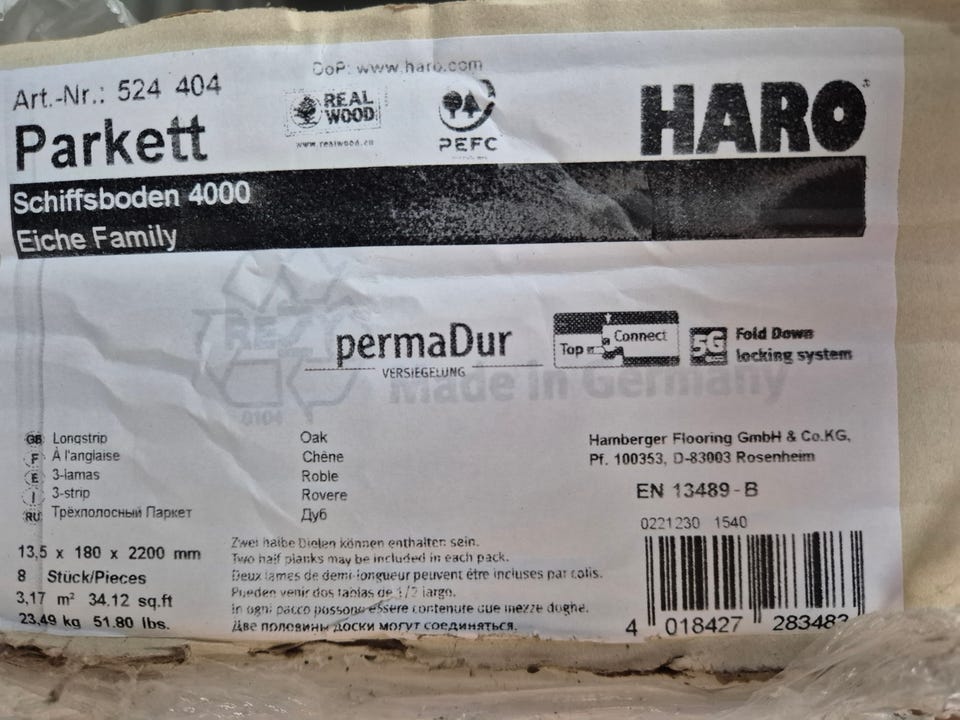 DoP: www.haro.com
Art.-Nr.: 524 404
REAL WOOD
www.realwood.eu
PEFC
HARO
Parkett
Schiffsboden 4000
Eiche Family
permaDur
VERSIEGELUNG
Top Connect
5G
Fold Down
locking system
Made in Germany
0104
GB Longstrip Oak
F À l'anglaise Chêne
E 3-lamas Roble
I 3-strip Rovere
RU Трёхполосный Паркет Дуб
Hamberger Flooring GmbH & Co.KG,
Pf. 100353, D-83003 Rosenheim
EN 13489 - B
0221230 1540
13,5 x 180 x 2200 mm
8 Stück/Pieces
3,17 m² 34.12 sq.ft
23,49 kg 51.80 lbs.
Zwei halbe Dielen können enthalten sein.
Two half planks may be included in each pack.
Deux lames de demi-longueur peuvent être incluses par colis.
Pueden venir dos tablas de 1/2 largo.
In ogni pacco possono essere contenute due mezze doghe.
Две половины доски могут соединяться.
4 018427 283483